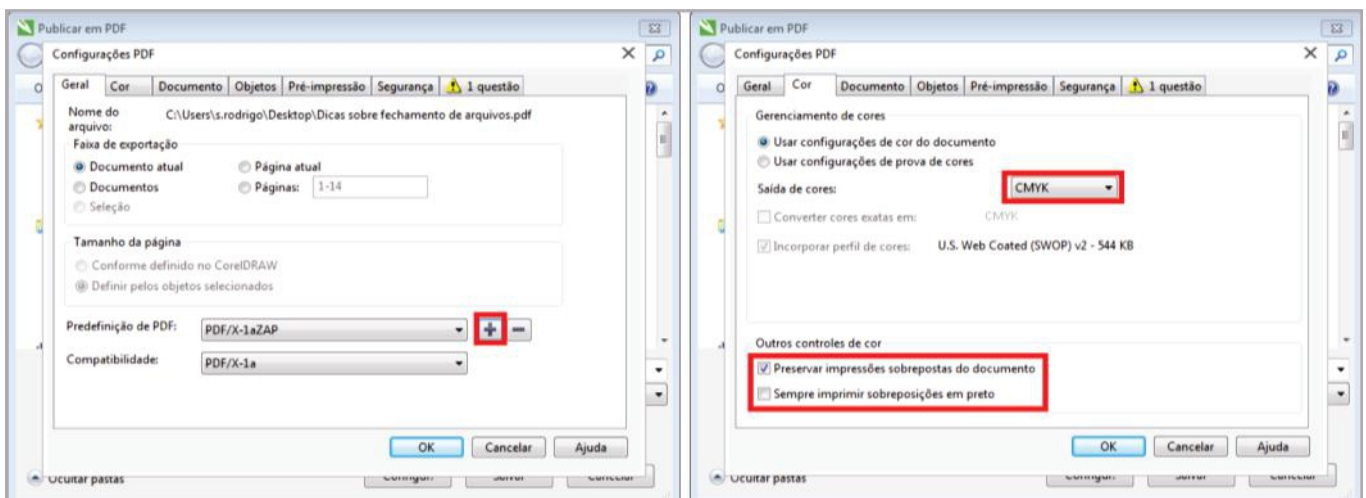 Publicar em PDF
Configurações PDF
Geral Cor Documento Objetos Pré-impressão Segurança 1 questão
Nome do arquivo: C:\Users\s.rodrigo\Desktop\Dicas sobre fechamento de arquivos.pdf
Faixa de exportação
Documento atual Página atual
Documentos Páginas: 1-14
Seleção
Tamanho da página
Conforme definido no CorelDRAW
Definir pelos objetos selecionados
Predefinição de PDF: PDF/X-1aZAP
Compatibilidade: PDF/X-1a
OK Cancelar Ajuda
Ocultar pastas
Publicar em PDF
Configurações PDF
Geral Cor Documento Objetos Pré-impressão Segurança 1 questão
Gerenciamento de cores
Usar configurações de cor do documento
Usar configurações de prova de cores
Saída de cores: CMYK
Converter cores exatas em: CMYK
Incorporar perfil de cores: U.S. Web Coated (SWOP) v2 - 544 KB
Outros controles de cor
Preservar impressões sobrepostas do documento
Sempre imprimir sobreposições em preto
OK Cancelar Ajuda
Ocultar pastas